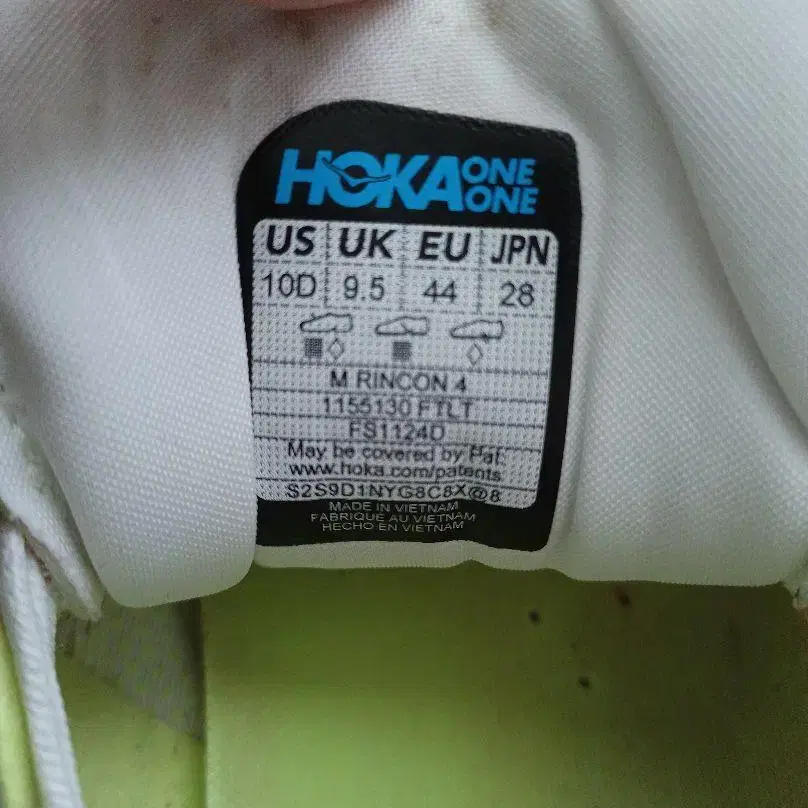 HOKA ONE ONE
US UK EU JPN
10D 9.5 44 28
M RINCON 4
1155130 FTLT
FS1124D
May be covered by Pat.
www.hoka.com/patents
S2S9D1NYG8C8X@8
MADE IN VIETNAM
FABRIQUE AU VIETNAM
HECHO EN VIETNAM